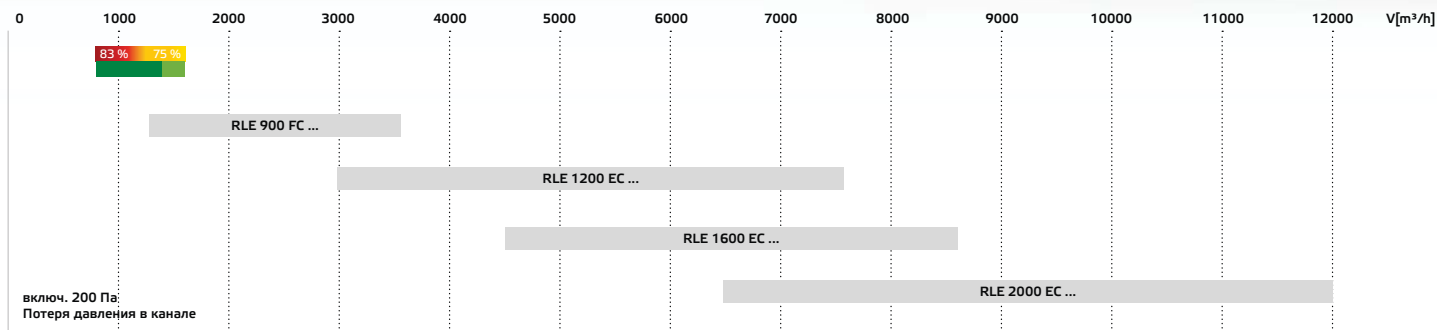 0 1000 2000 3000 4000 5000 6000 7000 8000 9000 10000 11000 12000 V[m³/h]
83 % 75 %
RLE 900 FC ...
RLE 1200 EC ...
RLE 1600 EC ...
RLE 2000 EC ...
включ. 200 Па
Потеря давления в канале